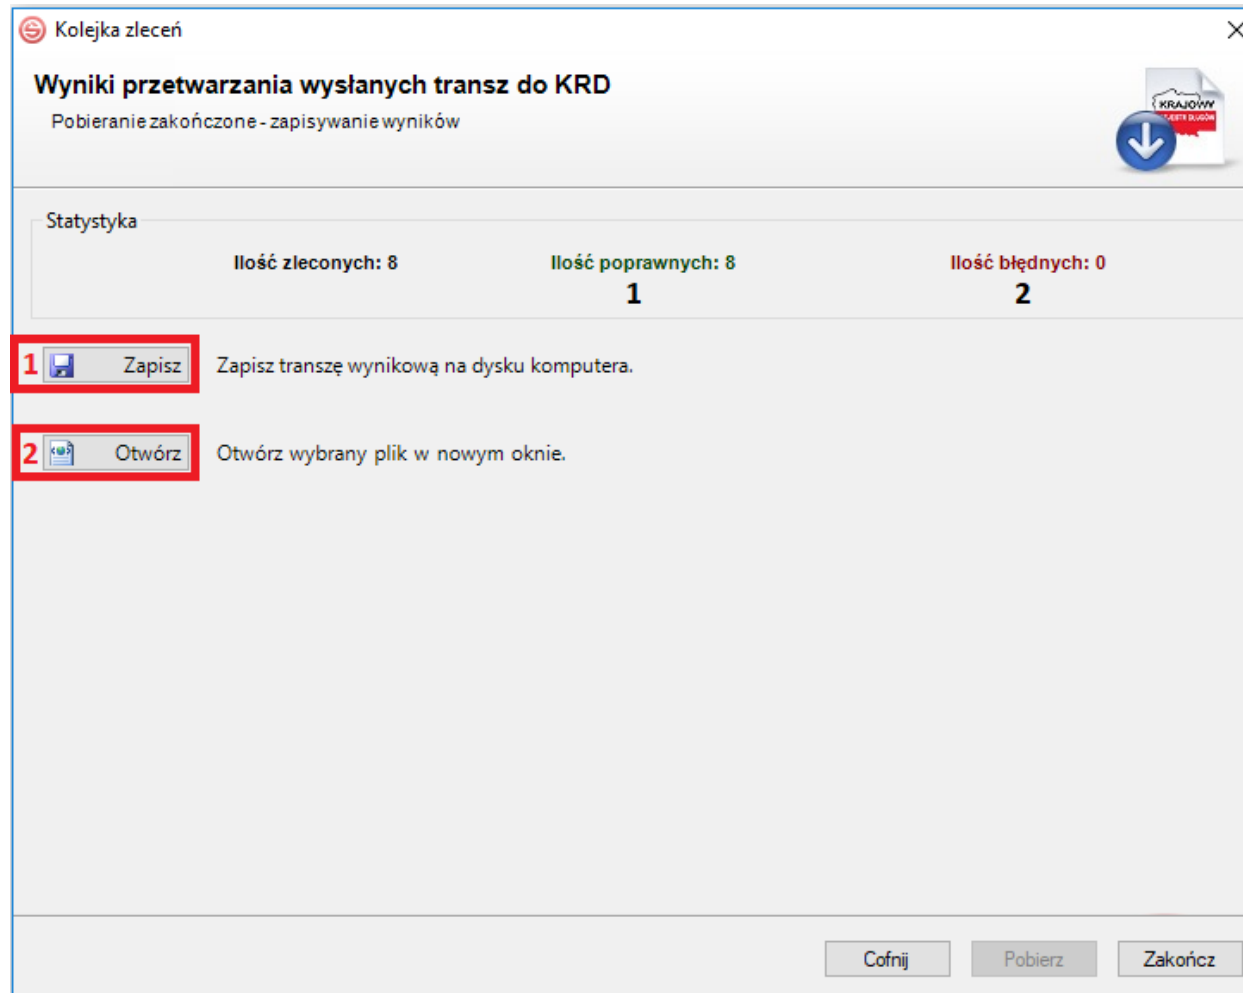 Kolejka zleceń
Wyniki przetwarzania wysłanych transz do KRD
Pobieranie zakończone - zapisywanie wyników
KRAJOWY
REJESTR DŁUGÓW
Statystyka
Ilość zleconych: 8 Ilość poprawnych: 8 Ilość błędnych: 0
1 2
1 Zapisz Zapisz transzę wynikową na dysku komputera.
2 Otwórz Otwórz wybrany plik w nowym oknie.
Cofnij Pobierz Zakończ